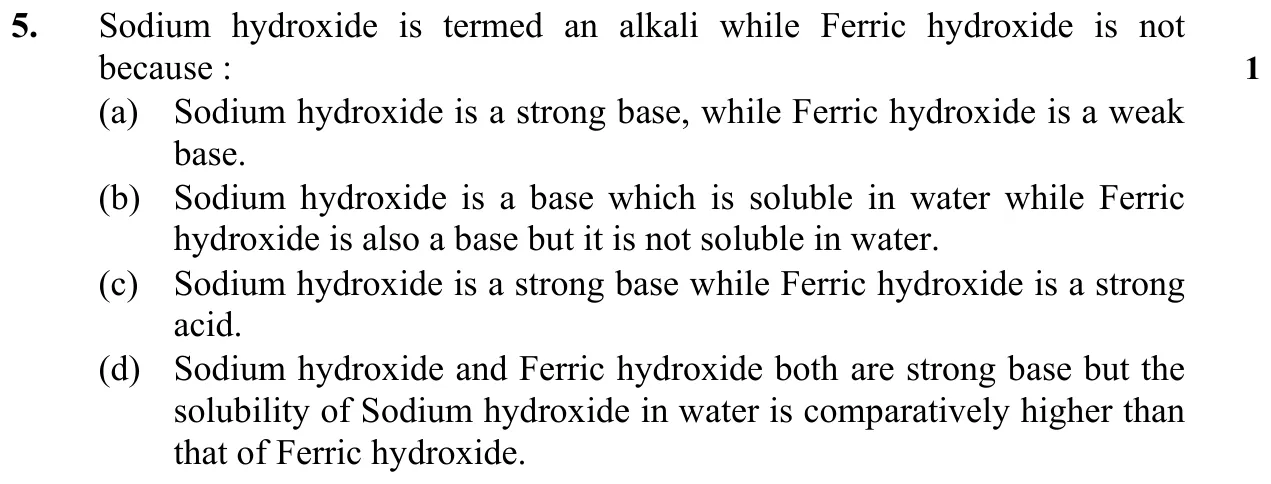 5. Sodium hydroxide is termed an alkali while Ferric hydroxide is not
because : 1
(a) Sodium hydroxide is a strong base, while Ferric hydroxide is a weak
base.
(b) Sodium hydroxide is a base which is soluble in water while Ferric
hydroxide is also a base but it is not soluble in water.
(c) Sodium hydroxide is a strong base while Ferric hydroxide is a strong
acid.
(d) Sodium hydroxide and Ferric hydroxide both are strong base but the
solubility of Sodium hydroxide in water is comparatively higher than
that of Ferric hydroxide.